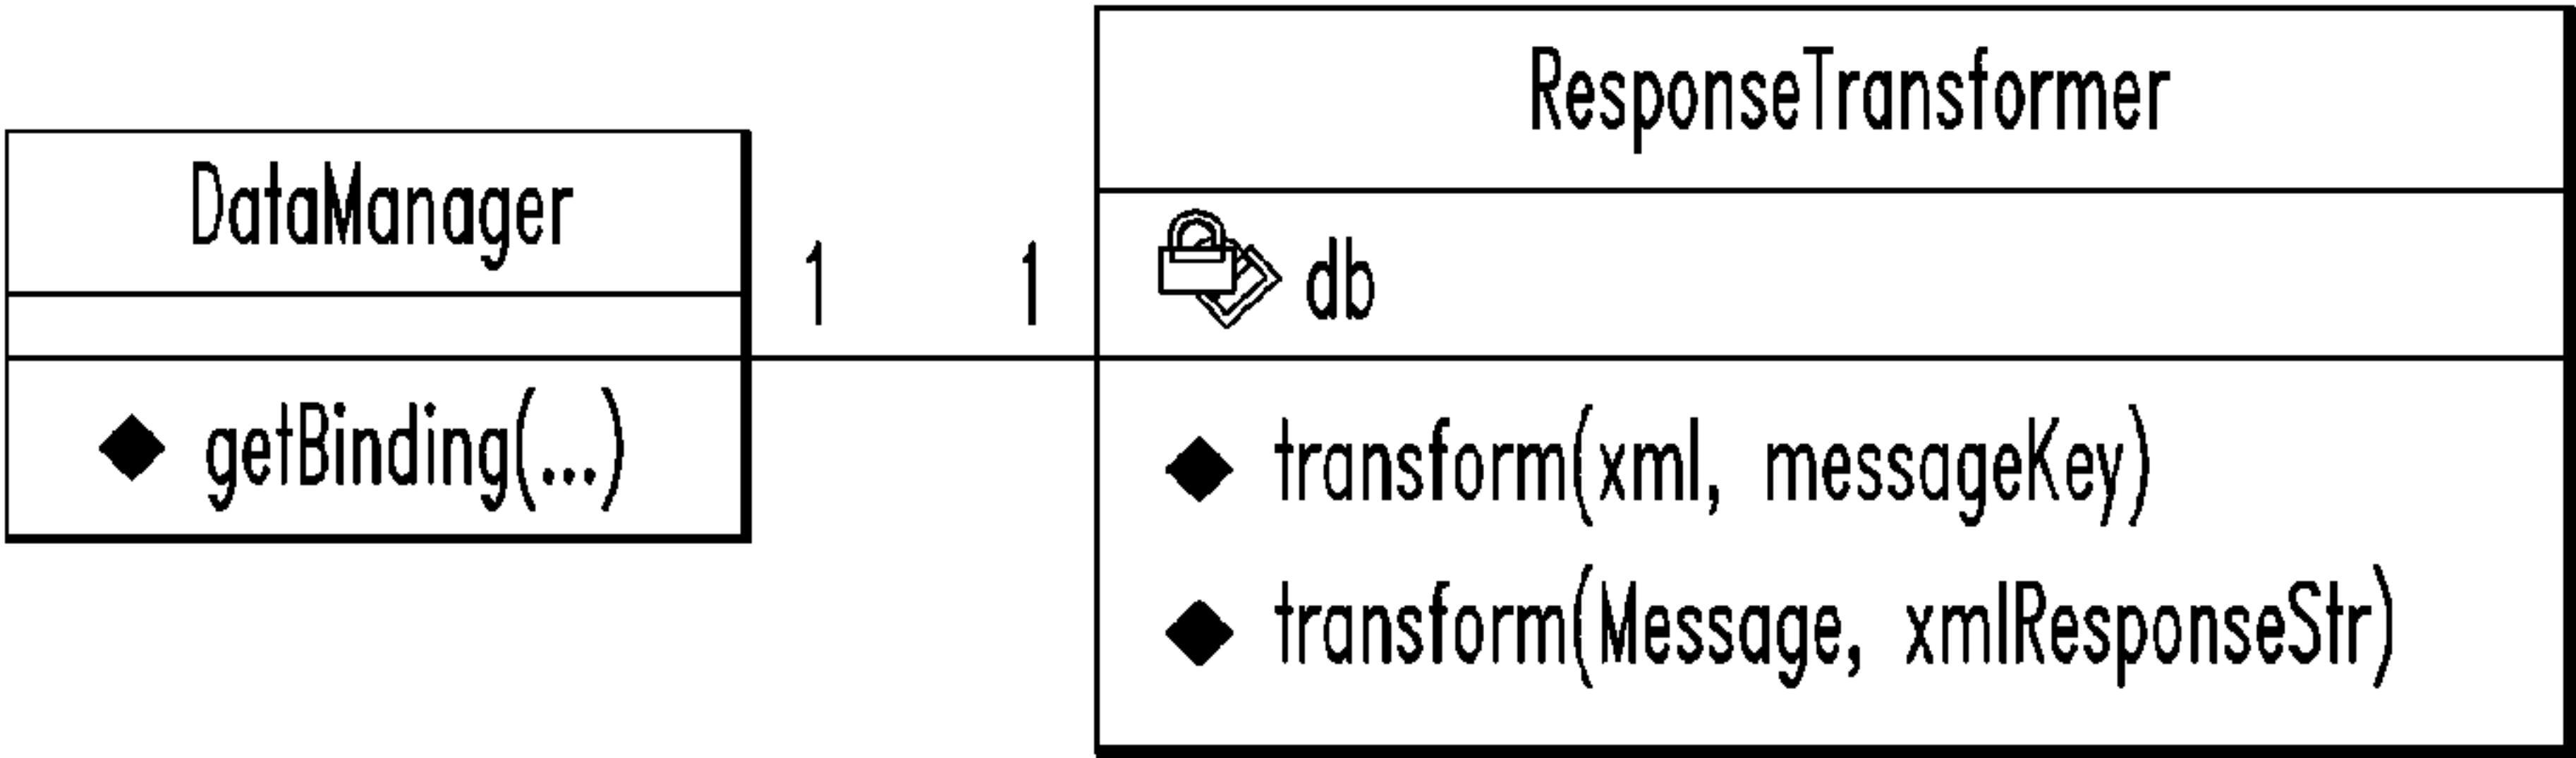 DataManager
getBinding(...)
1 1
ResponseTransformer
db
transform(xml, messageKey)
transform(Message, xmlResponseStr)